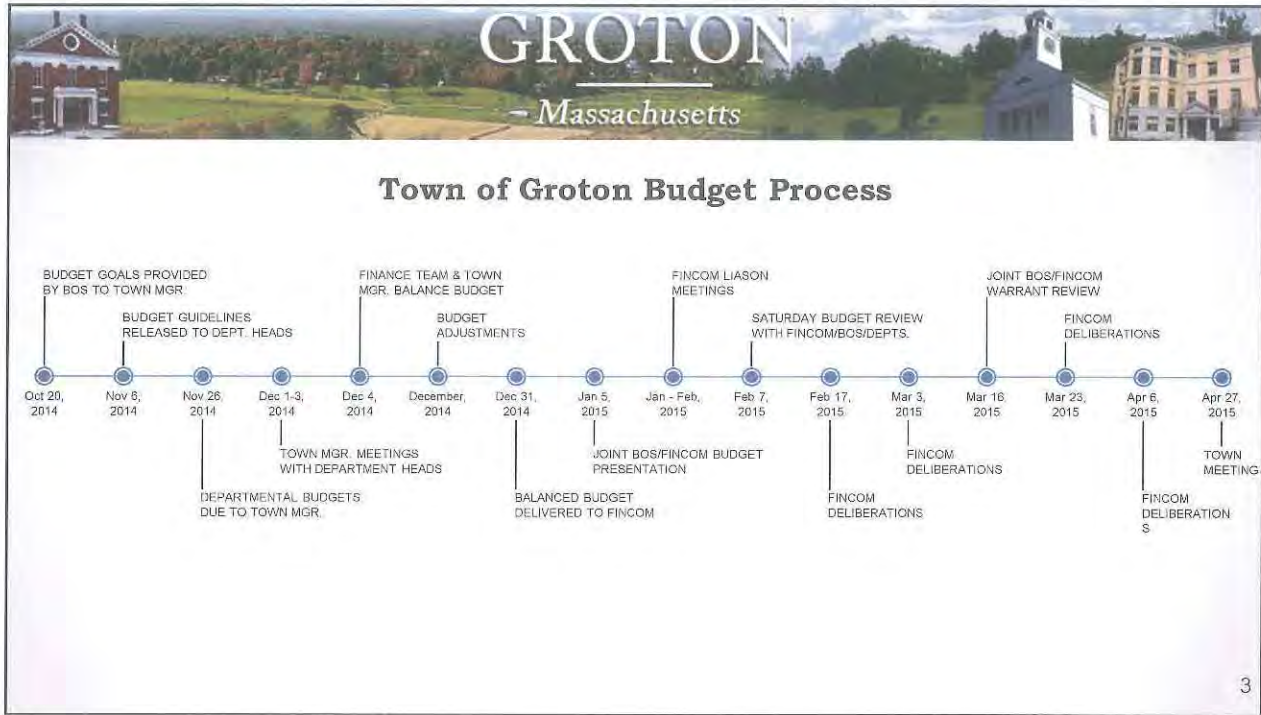 GROTON
Massachusetts
Town of Groton Budget Process
BUDGET GOALS PROVIDED
BY BOS TO TOWN MGR.
FINANCE TEAM & TOWN
MGR. BALANCE BUDGET
FINCOM LIASON
MEETINGS
JOINT BOS/FINCOM
WARRANT REVIEW
BUDGET GUIDELINES
RELEASED TO DEPT. HEADS
BUDGET
ADJUSTMENTS
SATURDAY BUDGET REVIEW
WITH FINCOM/BOS/DEPTS.
FINCOM
DELIBERATIONS
Oct 20,
2014
Nov 6,
2014
Nov 26,
2014
Dec 1-3,
2014
Dec 4,
2014
December,
2014
Dec 31,
2014
Jan 5,
2015
Jan - Feb,
2015
Feb 7,
2015
Feb 17,
2015
Mar 3,
2015
Mar 16,
2015
Mar 23,
2015
Apr 6,
2015
Apr 27,
2015
TOWN MGR. MEETINGS
WITH DEPARTMENT HEADS
JOINT BOS/FINCOM BUDGET
PRESENTATION
FINCOM
DELIBERATIONS
TOWN
MEETING
DEPARTMENTAL BUDGETS
DUE TO TOWN MGR.
BALANCED BUDGET
DELIVERED TO FINCOM
FINCOM
DELIBERATIONS
FINCOM
DELIBERATION
S
3